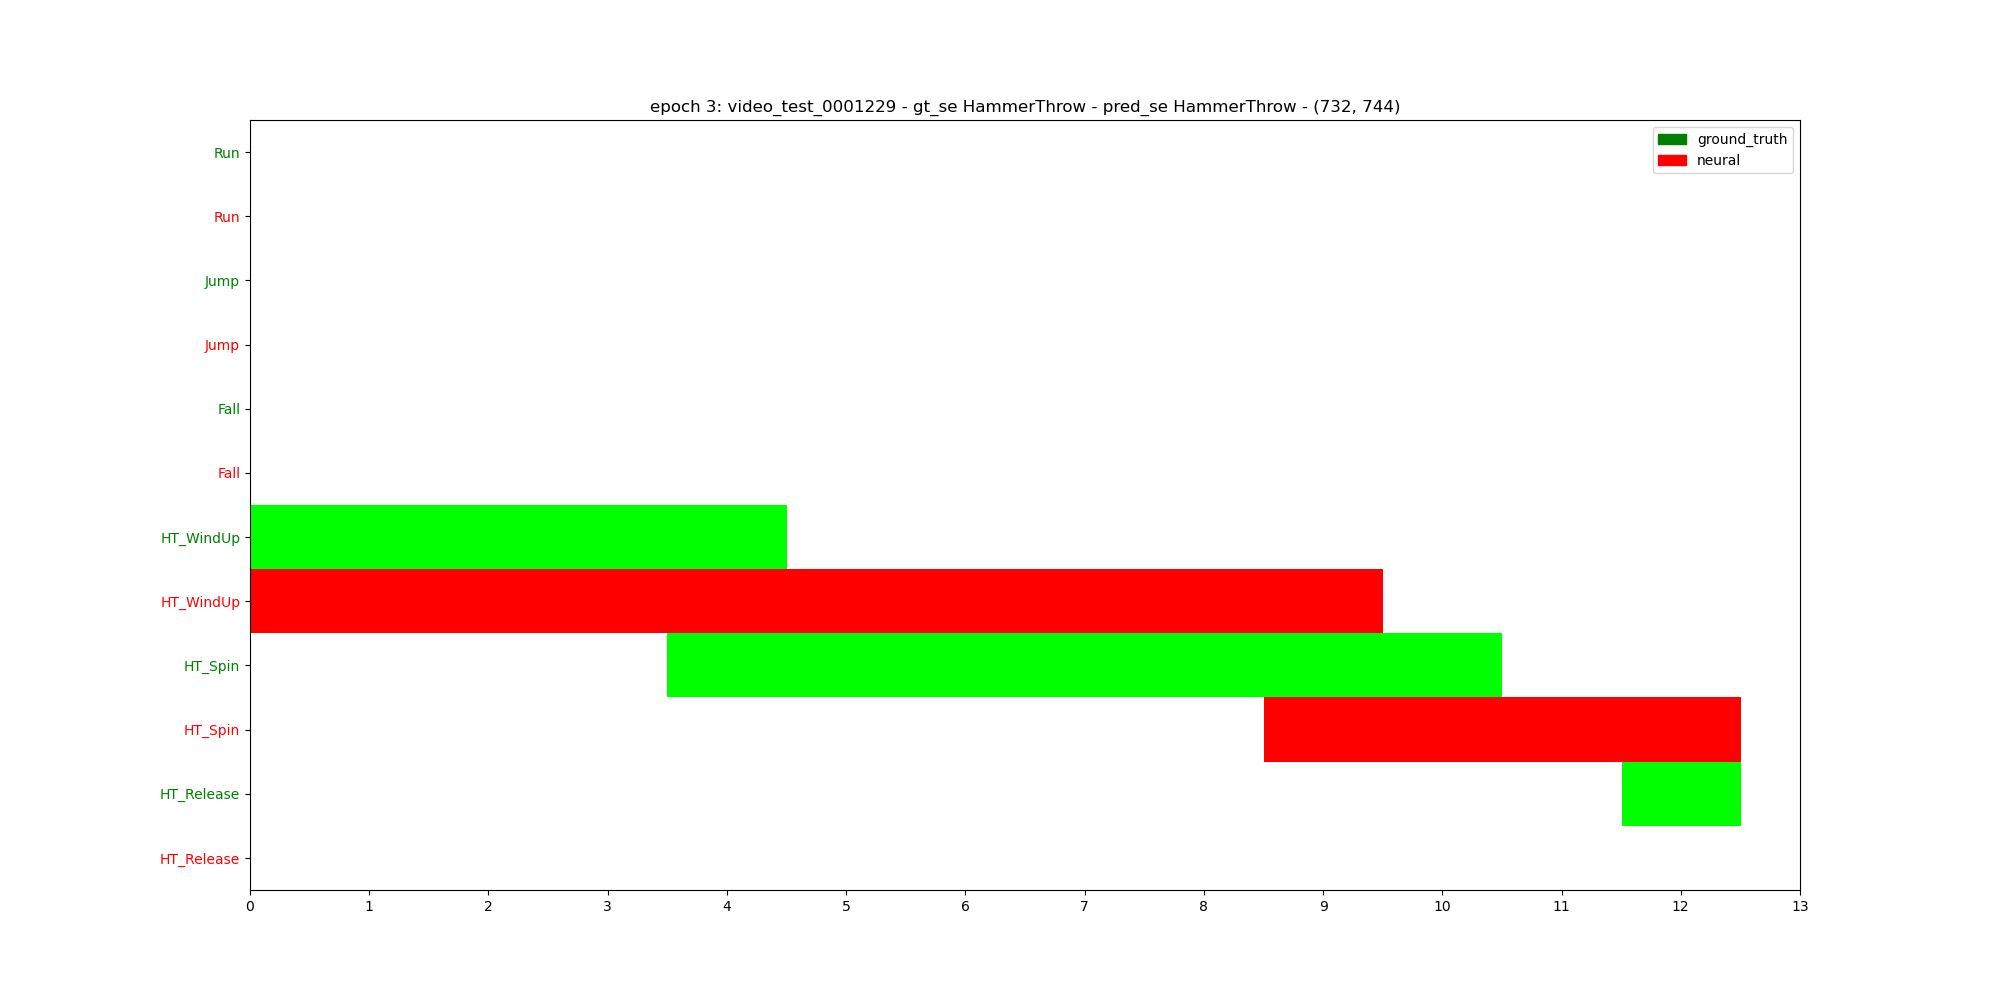 epoch 3: video_test_0001229 - gt_se HammerThrow - pred_se HammerThrow - (732, 744)
ground_truth
neural
Run
Run
Jump
Jump
Fall
Fall
HT_WindUp
HT_WindUp
HT_Spin
HT_Spin
HT_Release
HT_Release
0 1 2 3 4 5 6 7 8 9 10 11 12 13